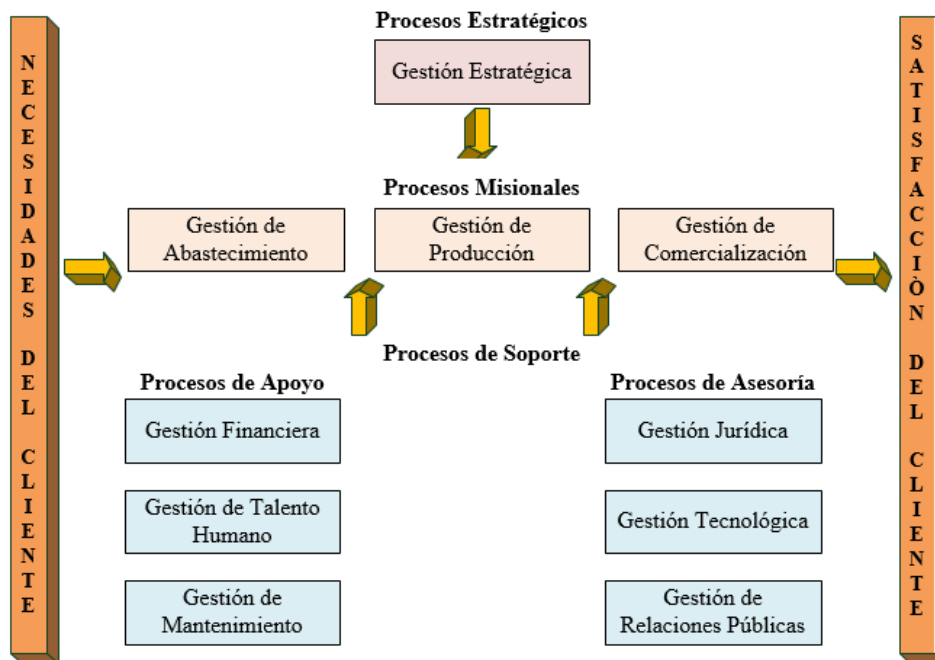 NECESIDADES DEL CLIENTE
Procesos Estratégicos
Gestión Estratégica
Procesos Misionales
Gestión de
Abastecimiento
Gestión de
Producción
Gestión de
Comercialización
Procesos de Soporte
Procesos de Apoyo
Gestión Financiera
Gestión de Talento
Humano
Gestión de
Mantenimiento
Procesos de Asesoría
Gestión Jurídica
Gestión Tecnológica
Gestión de
Relaciones Públicas
SATISFACCIÒN DEL CLIENTE